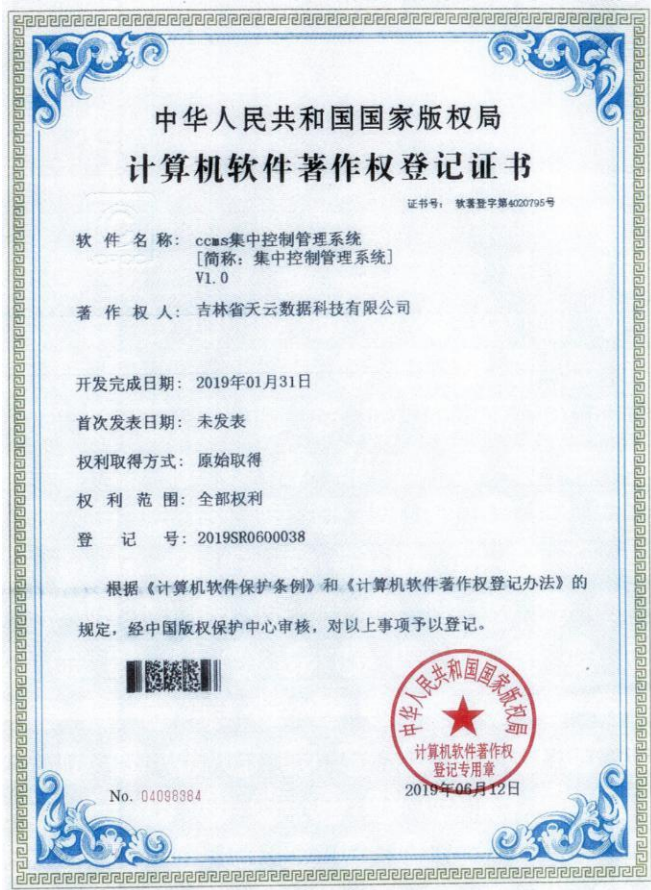 中华人民共和国国家版权局
计算机软件著作权登记证书
证书号： 软著登字第4020795号
软件名称： ccms集中控制管理系统
[简称：集中控制管理系统]
V1.0
著作权人： 吉林省天云数据科技有限公司
开发完成日期： 2019年01月31日
首次发表日期： 未发表
权利取得方式： 原始取得
权利范围： 全部权利
登记号： 2019SR0600038
根据《计算机软件保护条例》和《计算机软件著作权登记办法》的
规定，经中国版权保护中心审核，对以上事项予以登记。
中华人民共和国国家版权局
计算机软件著作权
登记专用章
No. 04098384
2019年06月12日